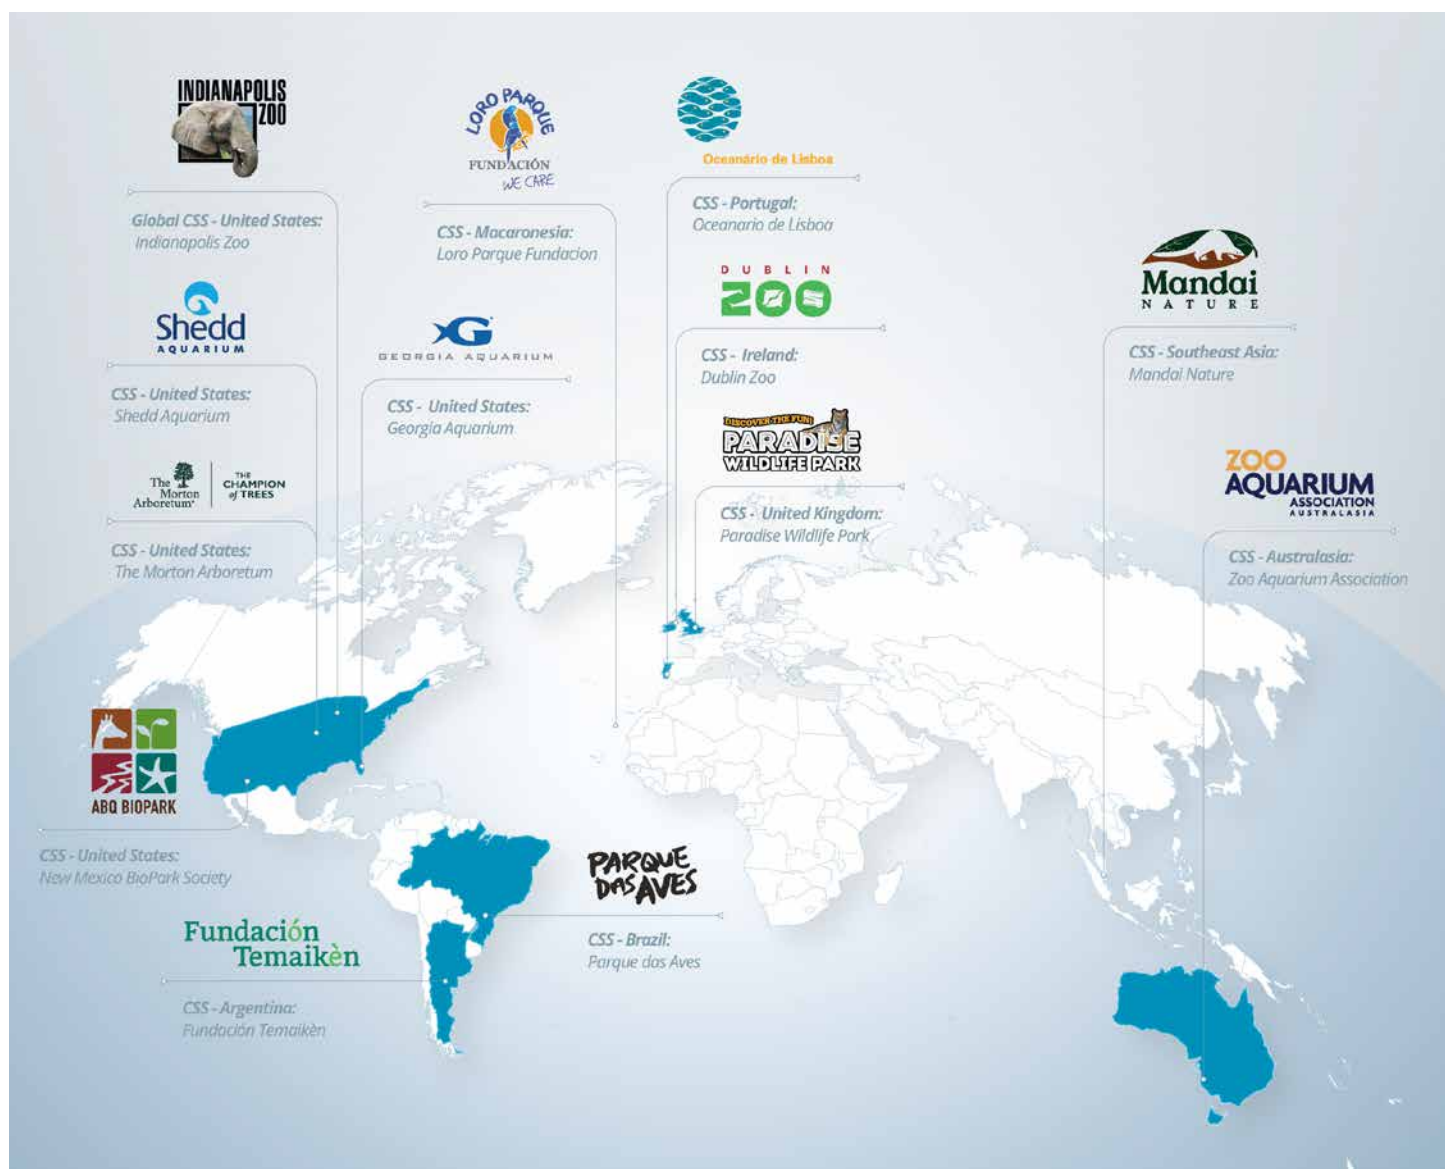 INDIANAPOLIS
ZOO
Global CSS - United States:
Indianapolis Zoo
LORO PARQUE
FUNDACIÓN
WE CARE
CSS - Macaronesia:
Loro Parque Fundacion
Oceanário de Lisboa
CSS - Portugal:
Oceanario de Lisboa
Shedd
AQUARIUM
CSS - United States:
Shedd Aquarium
GEORGIA AQUARIUM
CSS - United States:
Georgia Aquarium
DUBLIN
ZOO
CSS - Ireland:
Dublin Zoo
Mandai
NATURE
CSS - Southeast Asia:
Mandai Nature
The
Morton
Arboretum
THE
CHAMPION
of TREES
CSS - United States:
The Morton Arboretum
DISCOVER THE FUN!
PARADISE
WILDLIFE PARK
CSS - United Kingdom:
Paradise Wildlife Park
ZOO
AQUARIUM
ASSOCIATION
AUSTRALASIA
CSS - Australasia:
Zoo Aquarium Association
ABQ BIOPARK
CSS - United States:
New Mexico BioPark Society
PARQUE
DAS AVES
CSS - Brazil:
Parque das Aves
Fundación
Temaikèn
CSS - Argentina:
Fundación Temaikèn